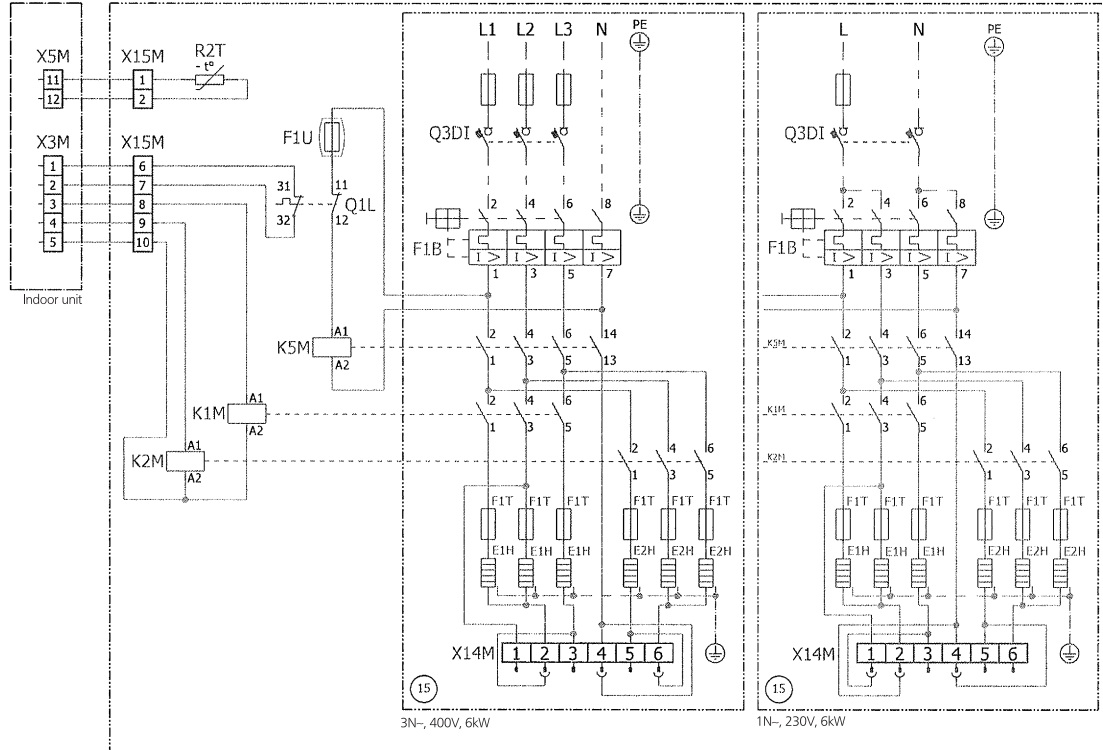 L1 L2 L3 N PE
L N PE
X5M X15M R2T
- t°
11 1
12 2
F1U
Q3DI
Q3DI
X3M X15M
1 6
2 7
3 8
4 9
5 10
31 11
Q1L
32 12
2 4 6 8
2 4 6 8
F1B
F1B
I > I > I > I >
I > I > I > I >
1 3 5 7
1 3 5 7
Indoor unit
A1
K5M
A2
2 4 6 14
1 3 5 13
K5M
2 4 6 14
1 3 5 13
A1
K1M
A2
2 4 6
1 3 5
K1M
2 4 6
1 3 5
A1
K2M
A2
2 4 6
1 3 5
K2M
2 4 6
1 3 5
F1T F1T F1T F1T F1T F1T
F1T F1T F1T F1T F1T F1T
E1H E1H E1H E2H E2H E2H
E1H E1H E1H E2H E2H E2H
X14M 1 2 3 4 5 6
X14M 1 2 3 4 5 6
15
15
3N~, 400V, 6kW
1N~, 230V, 6kW